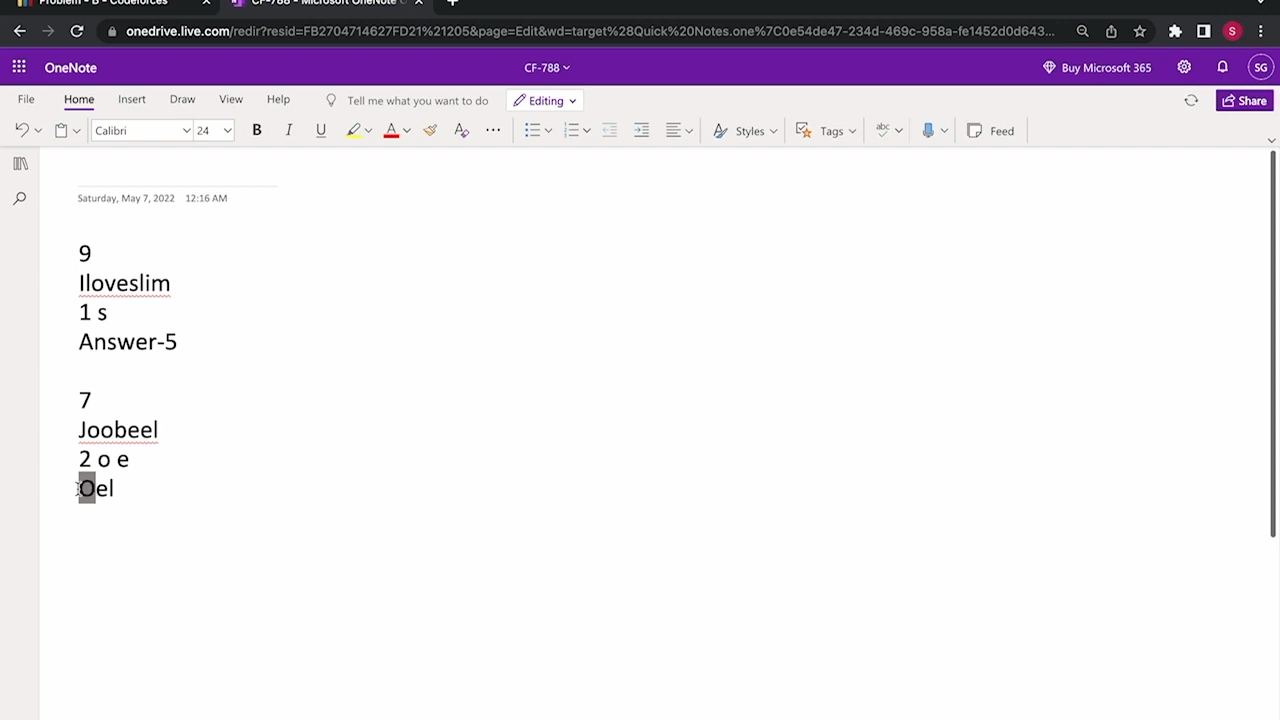 Problem - B - Codeforces
CF-788 - Microsoft OneNote
onedrive.live.com/redir?resid=FB2704714627FD21%21205&page=Edit&wd=target%28Quick%20Notes.one%7C0e54de47-234d-469c-958a-fe1452d0d643...
S
OneNote
CF-788
Buy Microsoft 365
SG
File Home Insert Draw View Help Tell me what you want to do Editing Share
Calibri 24 B I U A A ... Styles Tags abc Feed
Saturday, May 7, 2022 12:16 AM
9
Iloveslim
1 s
Answer-5
7
Joobeel
2 o e
Oel